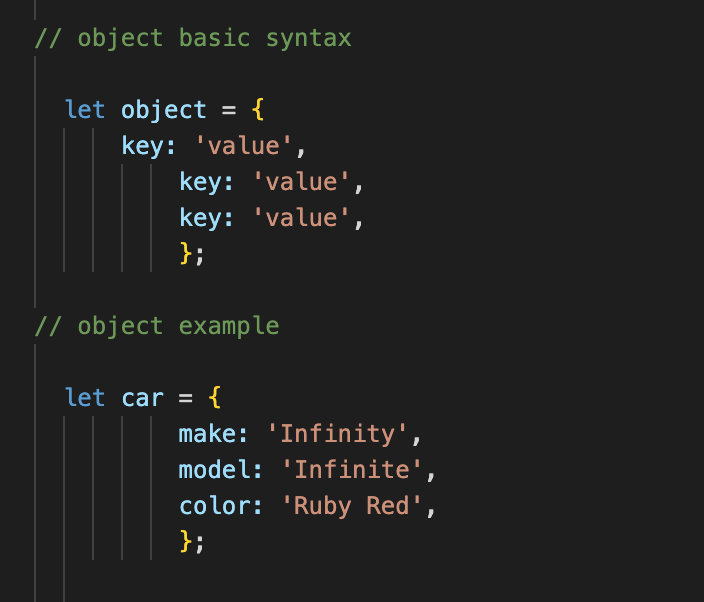 // object basic syntax
let object = {
key: 'value',
key: 'value',
key: 'value',
};
// object example
let car = {
make: 'Infinity',
model: 'Infinite',
color: 'Ruby Red',
};